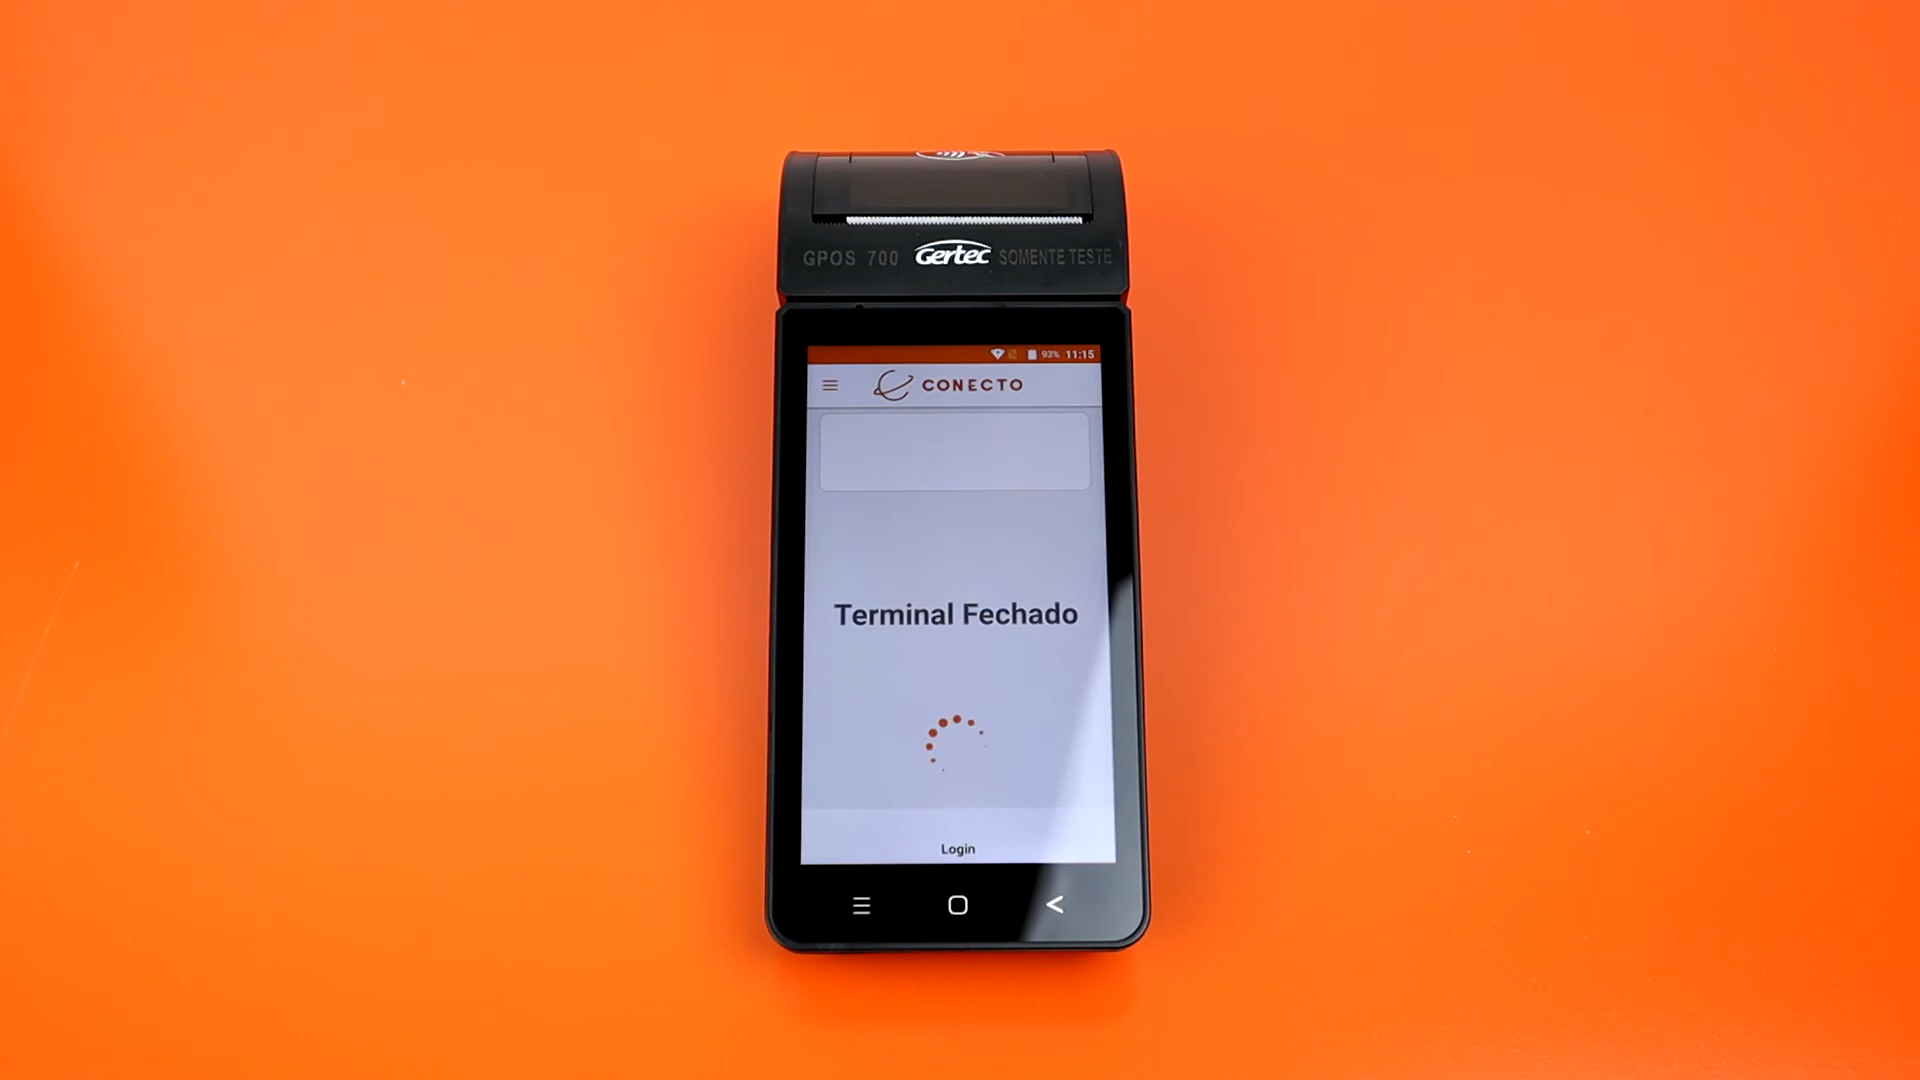 GPOS 700 Gertec SOMENTE TESTE
93% 11:15
CONECTO
Terminal Fechado
Login